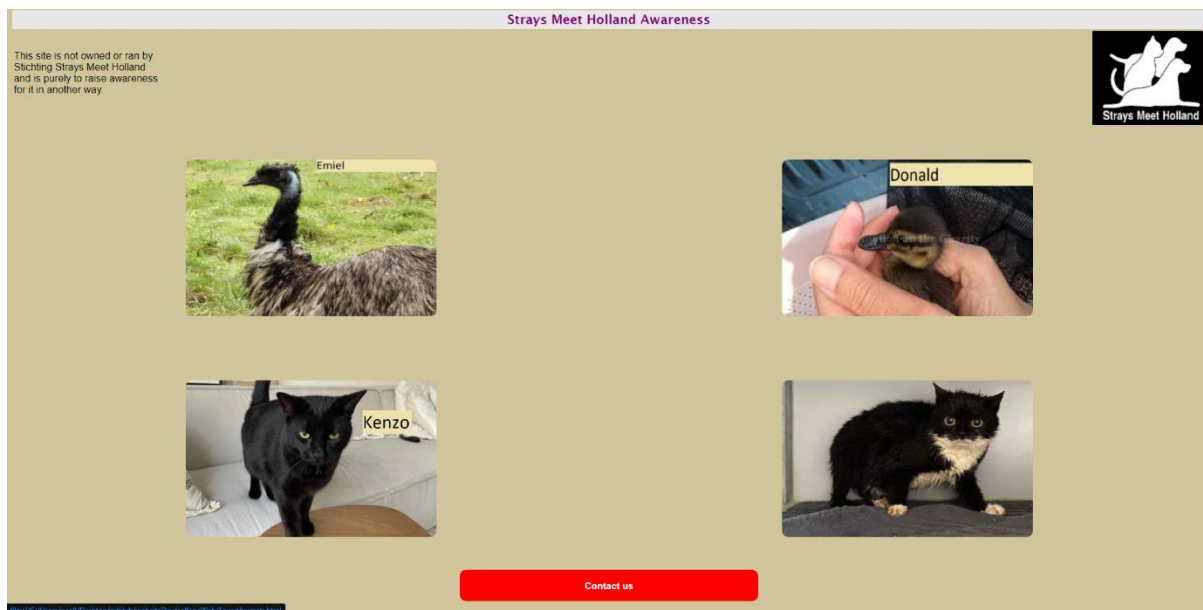 Strays Meet Holland Awareness
This site is not owned or ran by
Stichting Strays Meet Holland
and is purely to raise awareness
for it in another way.
Strays Meet Holland
Emiel
Donald
Kenzo
Contact us